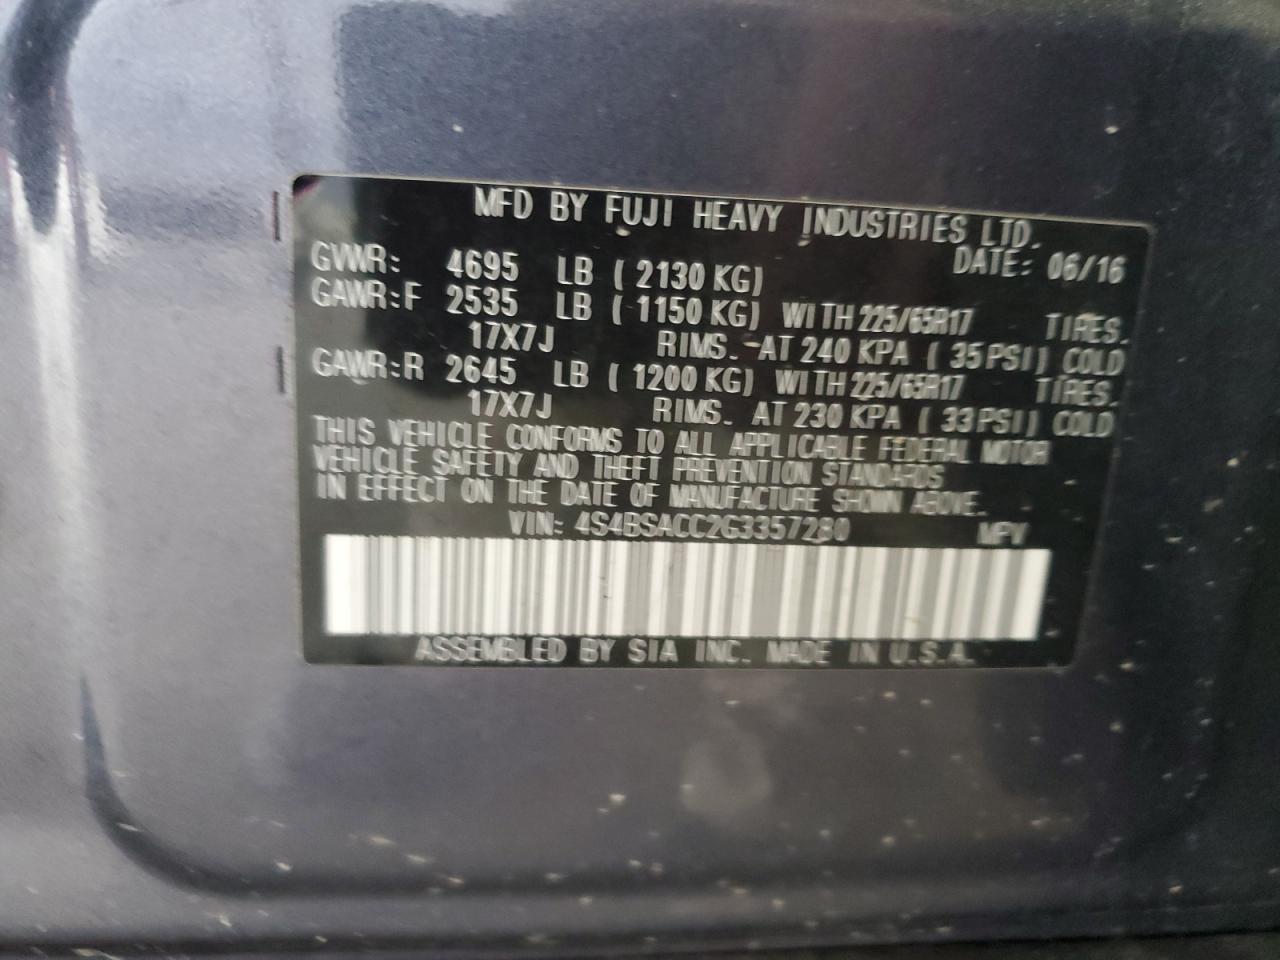 MFD BY FUJI HEAVY INDUSTRIES LTD.
DATE: 06/16
GVWR: 4695 LB ( 2130 KG)
GAWR:F 2535 LB ( 1150 KG) WITH 225/65R17 TIRES.
17X7J RIMS. AT 240 KPA ( 35 PSI) COLD
GAWR:R 2645 LB ( 1200 KG) WITH 225/65R17 TIRES.
17X7J RIMS. AT 230 KPA ( 33 PSI) COLD
THIS VEHICLE CONFORMS TO ALL APPLICABLE FEDERAL MOTOR
VEHICLE SAFETY AND THEFT PREVENTION STANDARDS
IN EFFECT ON THE DATE OF MANUFACTURE SHOWN ABOVE.
VIN: 4S4BSACC2G3357280 MPV
ASSEMBLED BY SIA INC. MADE IN U.S.A.